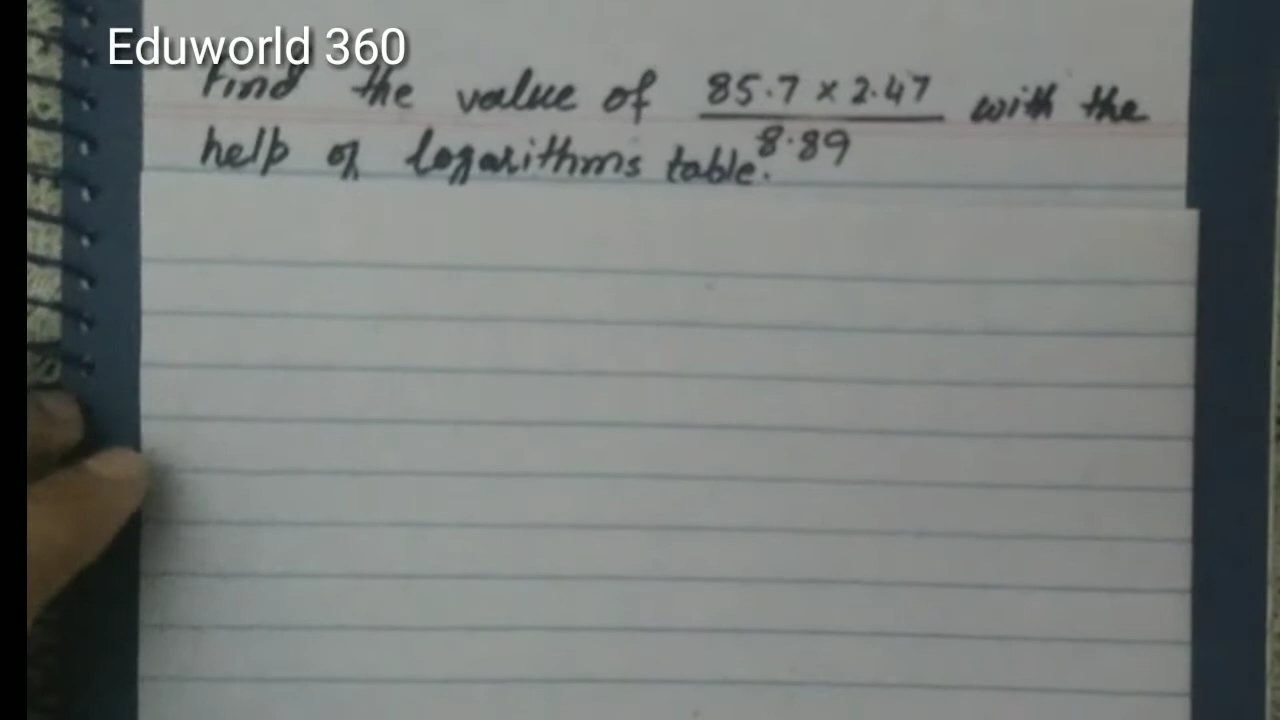 Eduworld 360
Find the value of 85.7 × 2.47 / 8.89 with the
help of logarithms table.